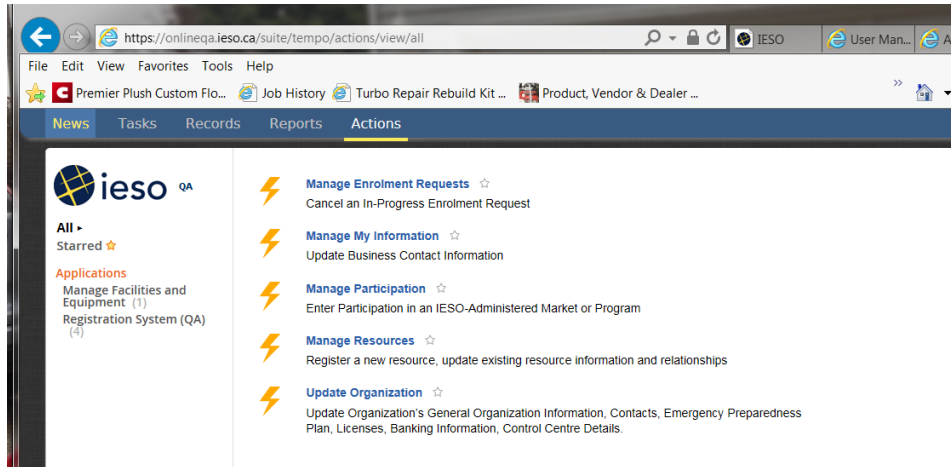 https://onlineqa.ieso.ca/suite/tempo/actions/view/all
IESO
User Man...
A
File Edit View Favorites Tools Help
Premier Plush Custom Flo...
Job History
Turbo Repair Rebuild Kit ...
Product, Vendor & Dealer ...
News Tasks Records Reports Actions
ieso QA
All
Starred
Applications
Manage Facilities and
Equipment (1)
Registration System (QA)
(4)
Manage Enrolment Requests
Cancel an In-Progress Enrolment Request
Manage My Information
Update Business Contact Information
Manage Participation
Enter Participation in an IESO-Administered Market or Program
Manage Resources
Register a new resource, update existing resource information and relationships
Update Organization
Update Organization's General Organization Information, Contacts, Emergency Preparedness
Plan, Licenses, Banking Information, Control Centre Details.